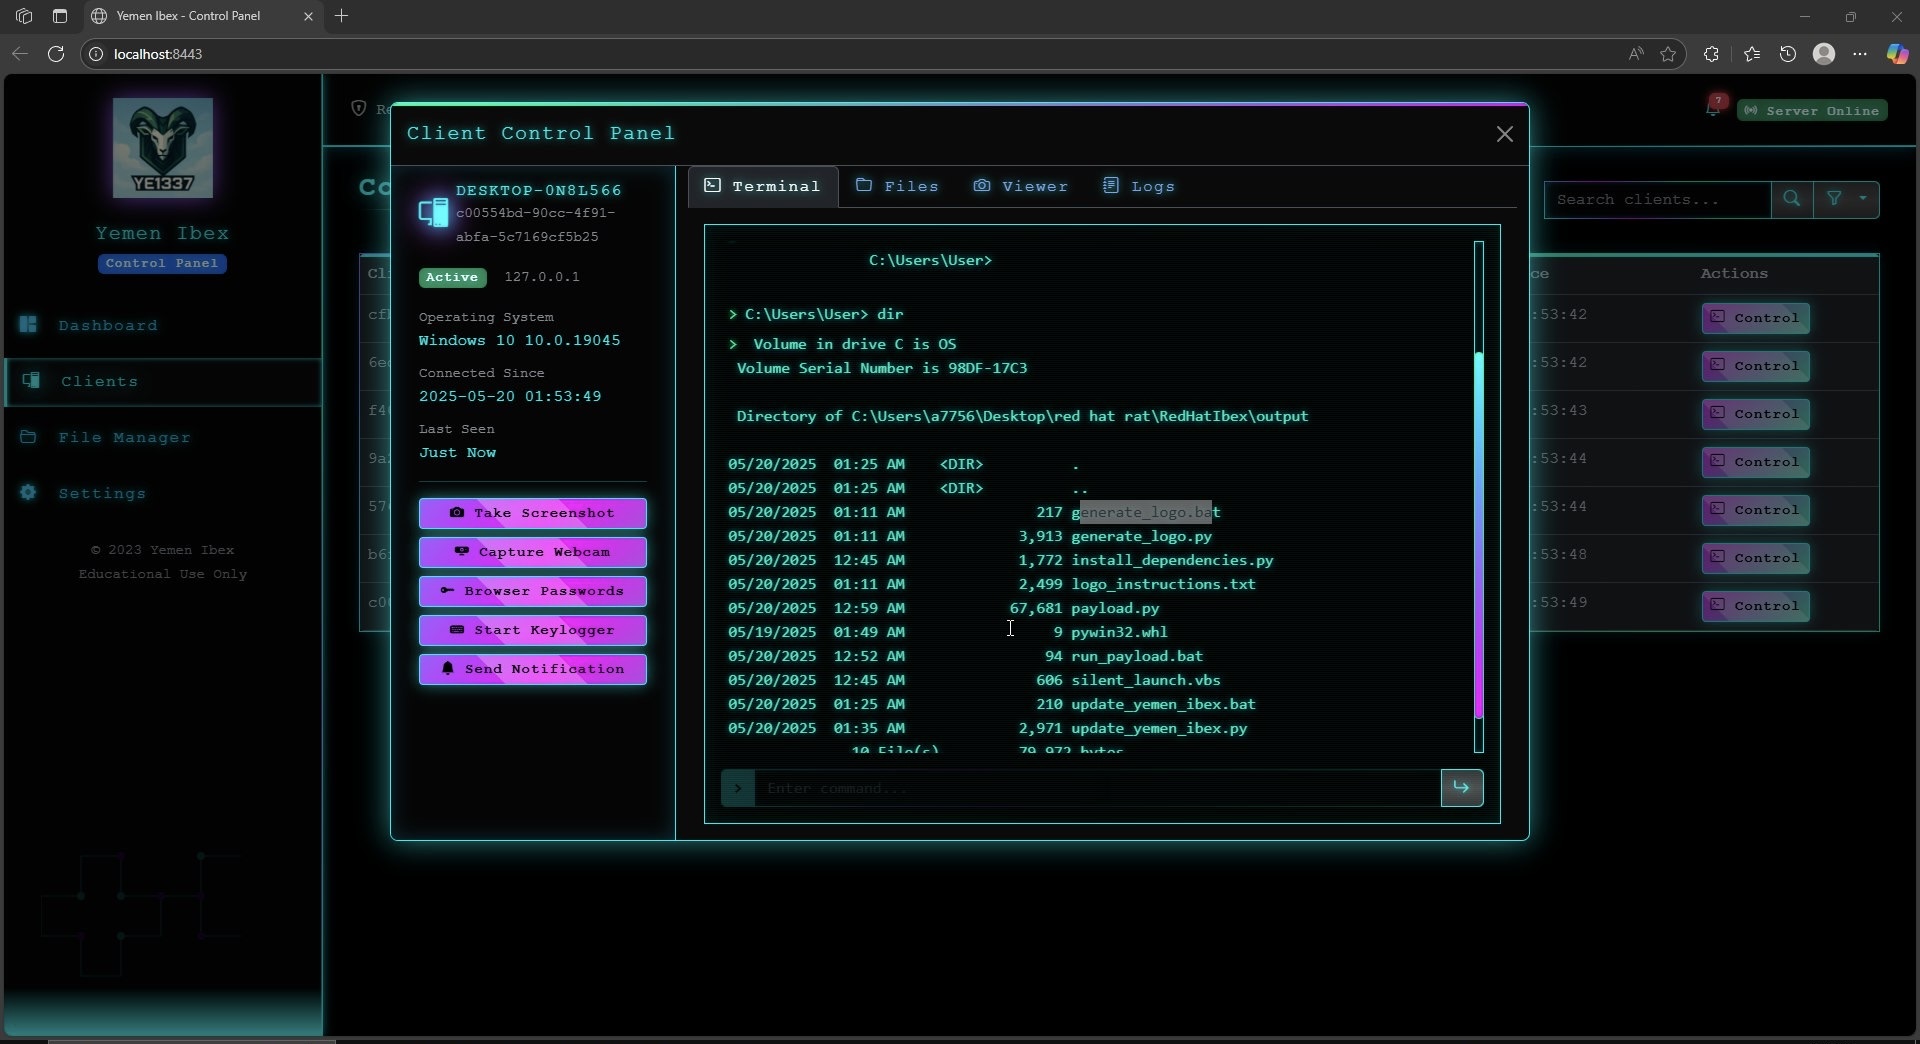 Yemen Ibex - Control Panel
localhost:8443
YE1337
Yemen Ibex
Control Panel
Dashboard
Clients
File Manager
Settings
© 2023 Yemen Ibex
Educational Use Only
7
Server Online
Search clients...
Actions
:53:42 Control
:53:42 Control
:53:43 Control
:53:44 Control
:53:44 Control
:53:48 Control
:53:49 Control
Client Control Panel
DESKTOP-0N8L566
c00554bd-90cc-4f91-
abfa-5c7169cf5b25
Active 127.0.0.1
Operating System
Windows 10 10.0.19045
Connected Since
2025-05-20 01:53:49
Last Seen
Just Now
Take Screenshot
Capture Webcam
Browser Passwords
Start Keylogger
Send Notification
Terminal Files Viewer Logs
C:\Users\User>
> C:\Users\User> dir
> Volume in drive C is OS
Volume Serial Number is 98DF-17C3
Directory of C:\Users\a7756\Desktop\red hat rat\RedHatIbex\output
05/20/2025 01:25 AM <DIR> .
05/20/2025 01:25 AM <DIR> ..
05/20/2025 01:11 AM 217 generate_logo.bat
05/20/2025 01:11 AM 3,913 generate_logo.py
05/20/2025 12:45 AM 1,772 install_dependencies.py
05/20/2025 01:11 AM 2,499 logo_instructions.txt
05/20/2025 12:59 AM 67,681 payload.py
05/19/2025 01:49 AM 9 pywin32.whl
05/20/2025 12:52 AM 94 run_payload.bat
05/20/2025 12:45 AM 606 silent_launch.vbs
05/20/2025 01:25 AM 210 update_yemen_ibex.bat
05/20/2025 01:35 AM 2,971 update_yemen_ibex.py
10 File(s) 79,972 bytes
> Enter command...